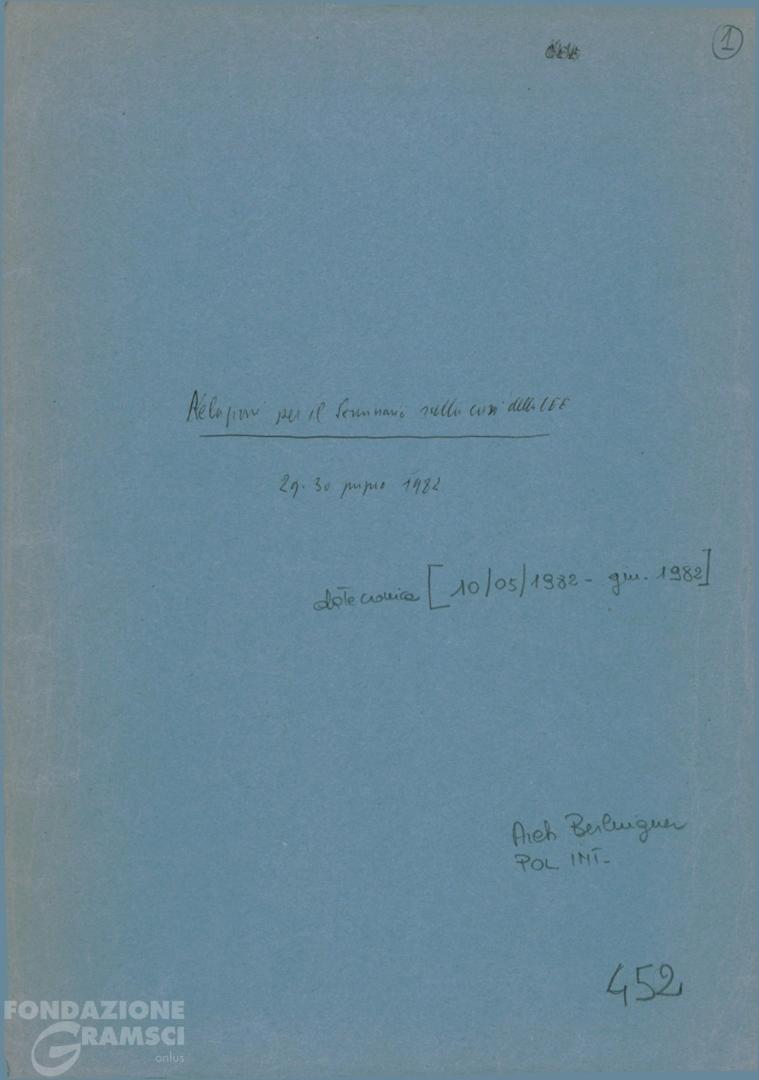 1
Relazioni per il Seminario sulla crisi della CEE
29-30 giugno 1982
data cronica [10/05/1982 - giu. 1982]
Arch Berlinguer
POL INT-
452
FONDAZIONE
GRAMSCI
onlus